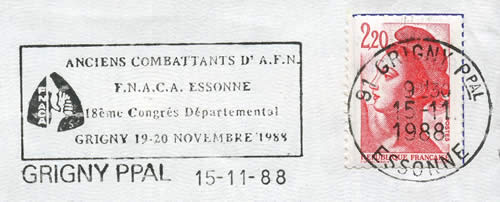 ANCIENS COMBATTANTS D'A.F.N.
F.N.A.C.A. ESSONNE
18ème Congrès Départemental
GRIGNY 19-20 NOVEMBRE 1988
GRIGNY PPAL 15-11-88
2,20
REPUBLIQUE FRANÇAISE
91 GRIGNY PPAL
15-11
1988
ESSONNE